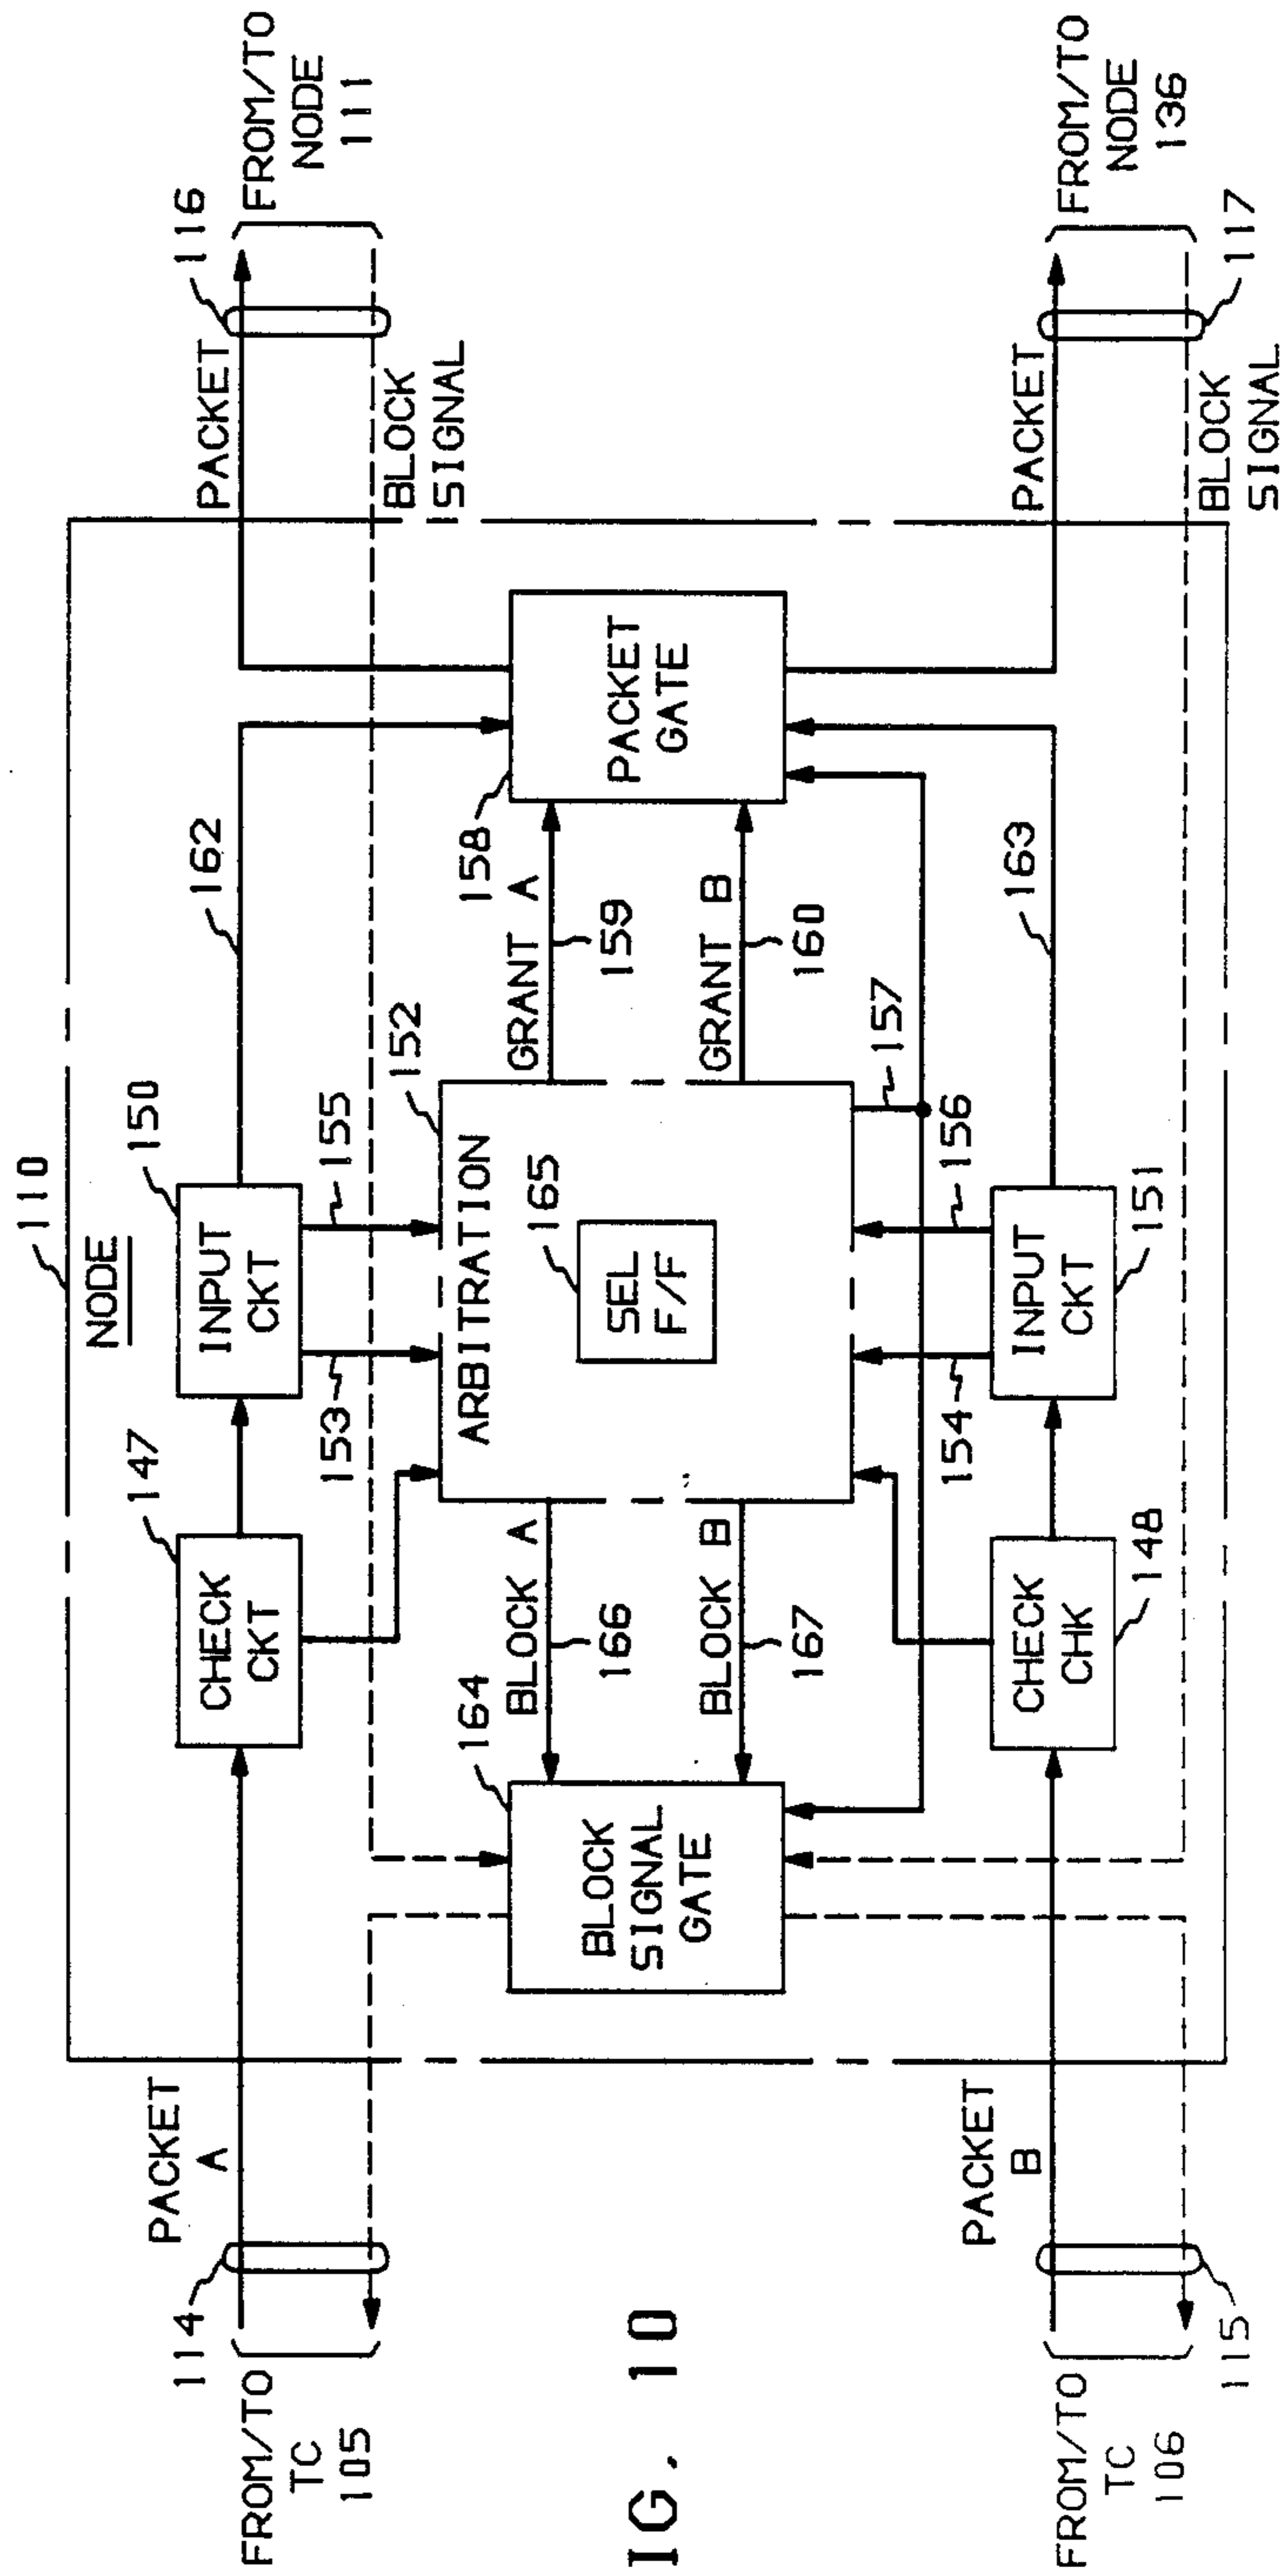 110
NODE
FROM/TO
TC
105
114
PACKET
A
147
CHECK
CKT
150
INPUT
CKT
162
153
155
PACKET
116
BLOCK
SIGNAL
FROM/TO
NODE
111
164
BLOCK
SIGNAL
GATE
BLOCK A
166
BLOCK B
167
152
ARBITRATION
165
SEL
F/F
GRANT A
159
GRANT B
160
157
158
PACKET
GATE
FROM/TO
TC
106
115
PACKET
B
148
CHECK
CHK
154
156
INPUT
CKT
151
163
PACKET
BLOCK
SIGNAL
117
FROM/TO
NODE
136
IG. 10